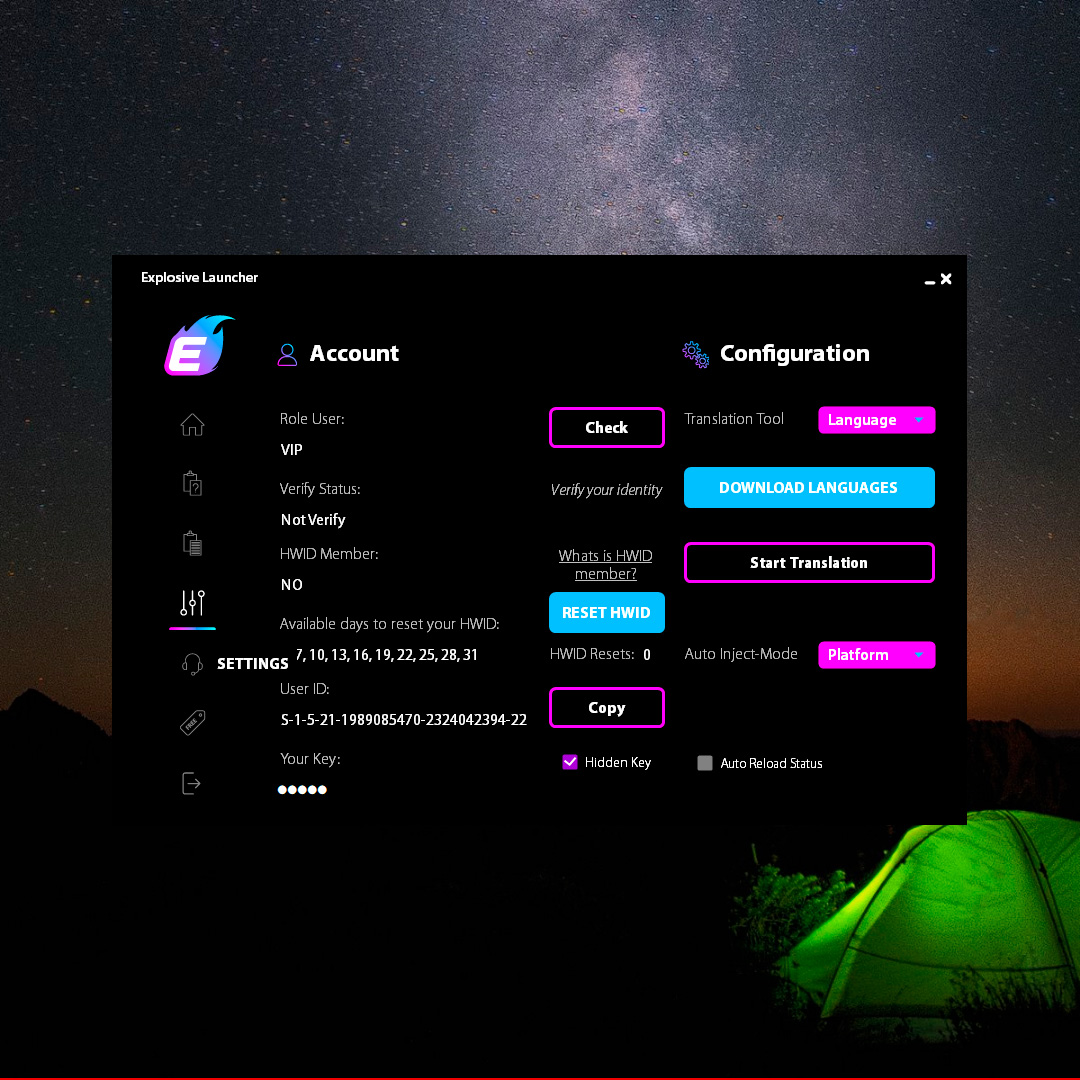 Explosive Launcher
E
Account
Role User:
VIP
Check
Verify Status:
Not Verify
Verify your identity
HWID Member:
NO
Whats is HWID
member?
RESET HWID
Available days to reset your HWID:
7, 10, 13, 16, 19, 22, 25, 28, 31
HWID Resets: 0
SETTINGS
User ID:
S-1-5-21-1989085470-2324042394-22
Copy
Your Key:
Hidden Key
Configuration
Translation Tool
Language
DOWNLOAD LANGUAGES
Start Translation
Auto Inject-Mode
Platform
Auto Reload Status
FREE